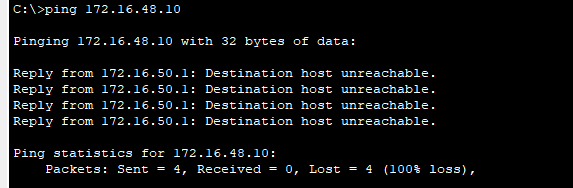 C:\>ping 172.16.48.10
Pinging 172.16.48.10 with 32 bytes of data:
Reply from 172.16.50.1: Destination host unreachable.
Reply from 172.16.50.1: Destination host unreachable.
Reply from 172.16.50.1: Destination host unreachable.
Reply from 172.16.50.1: Destination host unreachable.
Ping statistics for 172.16.48.10:
    Packets: Sent = 4, Received = 0, Lost = 4 (100% loss),